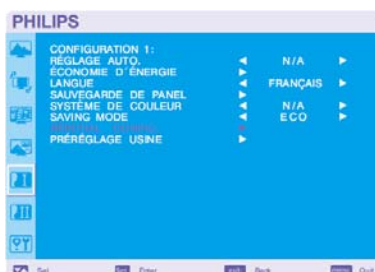 PHILIPS
CONFIGURATION 1:
RÉGLAGE AUTO. N/A
ÉCONOMIE D'ÉNERGIE
LANGUE FRANÇAIS
SAUVEGARDE DE PANEL
SYSTÈME DE COULEUR N/A
SAVING MODE ECO
PRÉRÉGLAGE USINE
Sel
Enter
Back
Quit